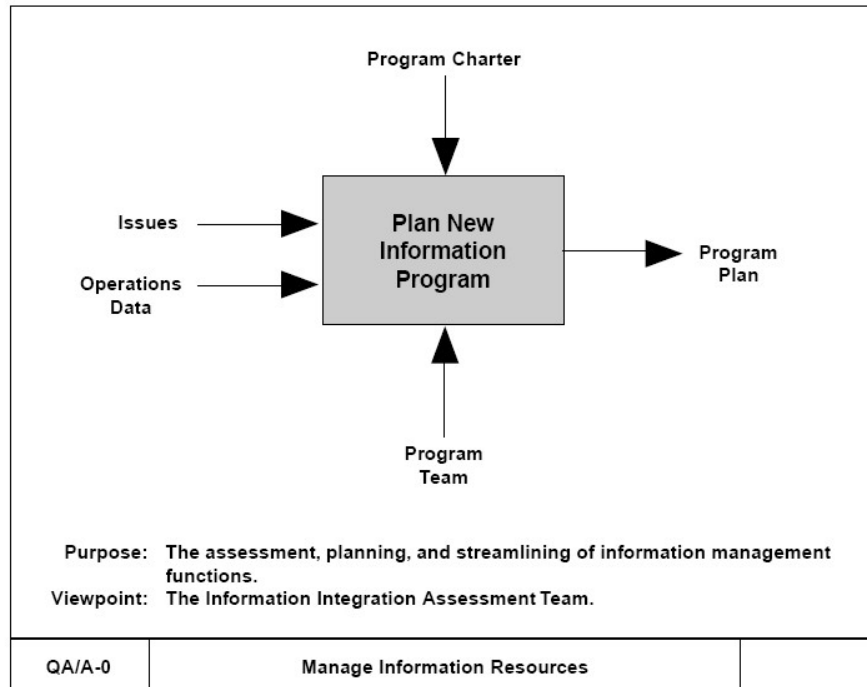 Program Charter
Issues
Operations
Data
Plan New
Information
Program
Program
Plan
Program
Team
Purpose: The assessment, planning, and streamlining of information management
functions.
Viewpoint: The Information Integration Assessment Team.
QA/A-0
Manage Information Resources